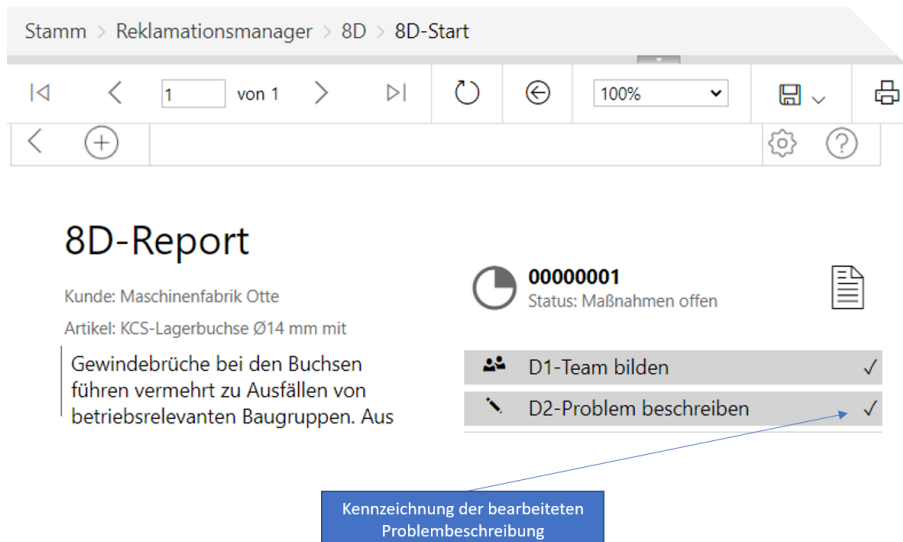 Stamm > Reklamationsmanager > 8D > 8D-Start
1 von 1 100%
8D-Report
Kunde: Maschinenfabrik Otte
Artikel: KCS-Lagerbuchse Ø14 mm mit
Gewindebrüche bei den Buchsen
führen vermehrt zu Ausfällen von
betriebsrelevanten Baugruppen. Aus
00000001
Status: Maßnahmen offen
D1-Team bilden
D2-Problem beschreiben
Kennzeichnung der bearbeiteten
Problembeschreibung